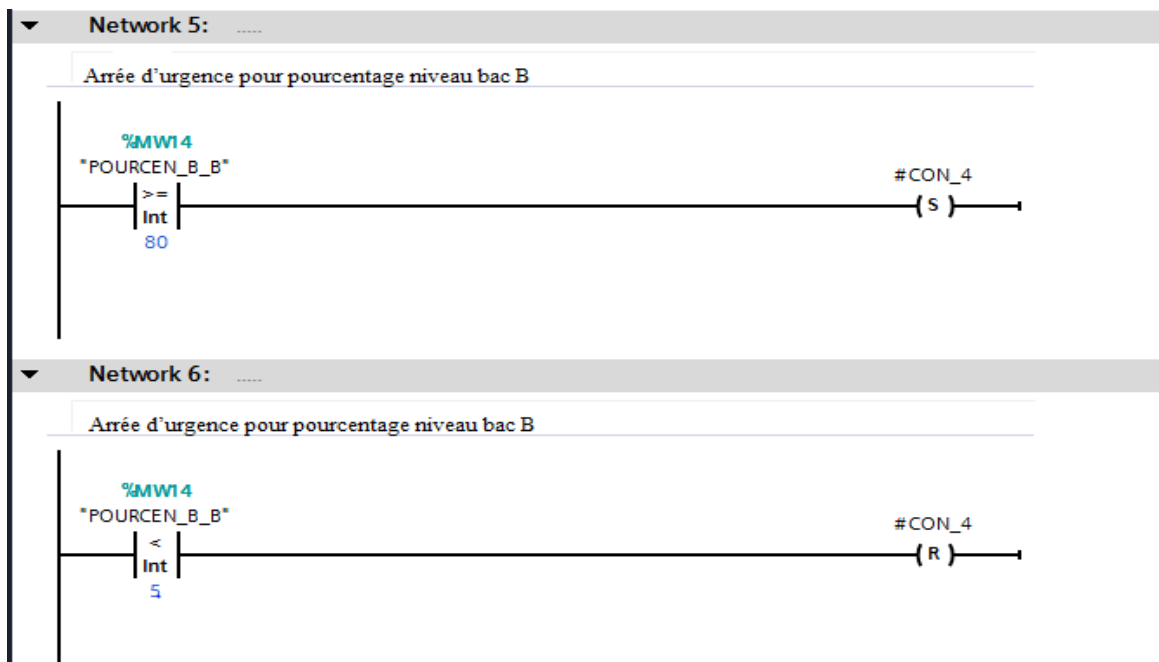 Network 5: .....
Arrée d’urgence pour pourcentage niveau bac B
%MW14
"POURCEN_B_B"
#CON_4
>=
( S )
Int
80
Network 6: .....
Arrée d’urgence pour pourcentage niveau bac B
%MW14
"POURCEN_B_B"
#CON_4
<
( R )
Int
5